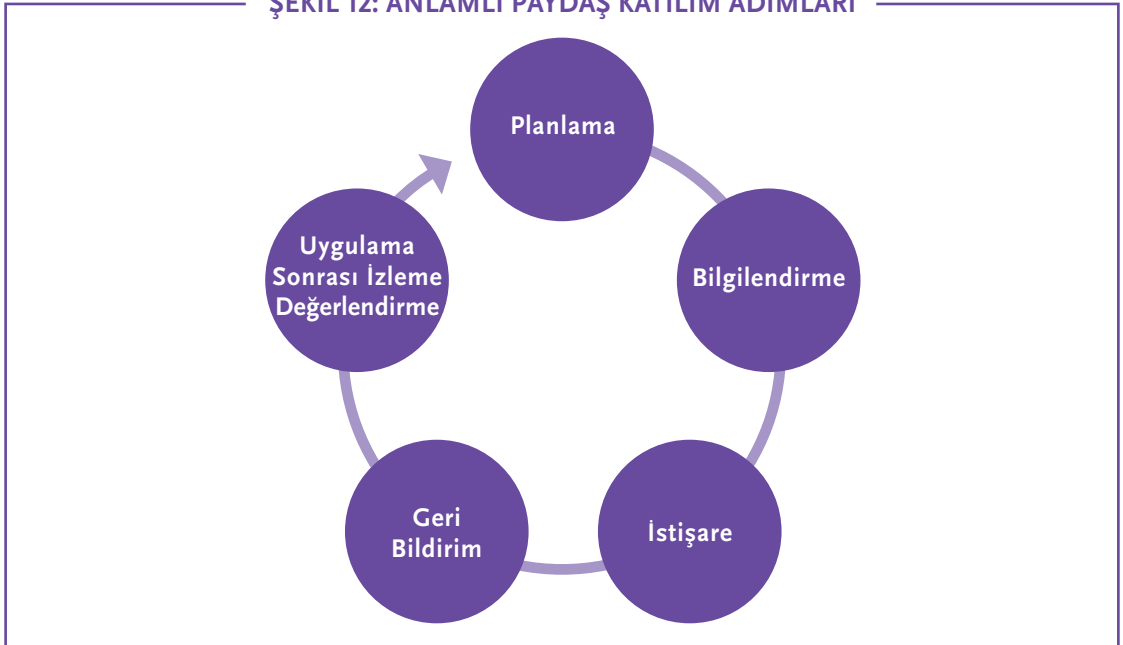 ŞEKİL 12: ANLAMLI PAYDAŞ KATILIM ADIMLARI
Planlama
Bilgilendirme
İstişare
Geri
Bildirim
Uygulama
Sonrası İzleme
Değerlendirme